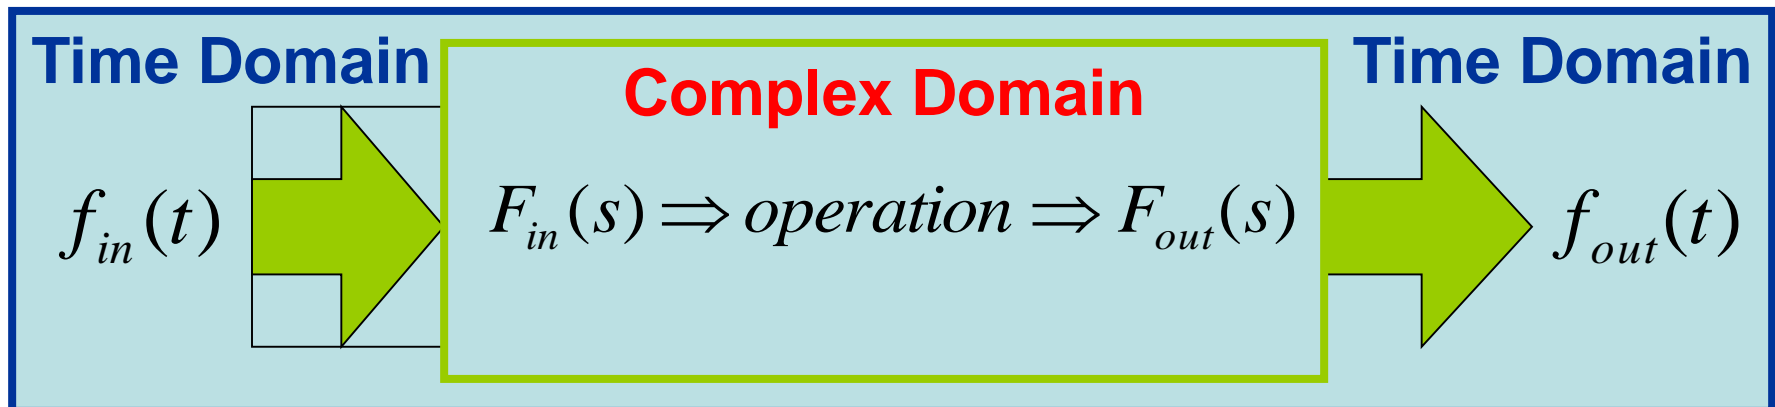 Time Domain
Complex Domain
Time Domain
f_in(t)
F_in(s) ⇒ operation ⇒ F_out(s)
f_out(t)